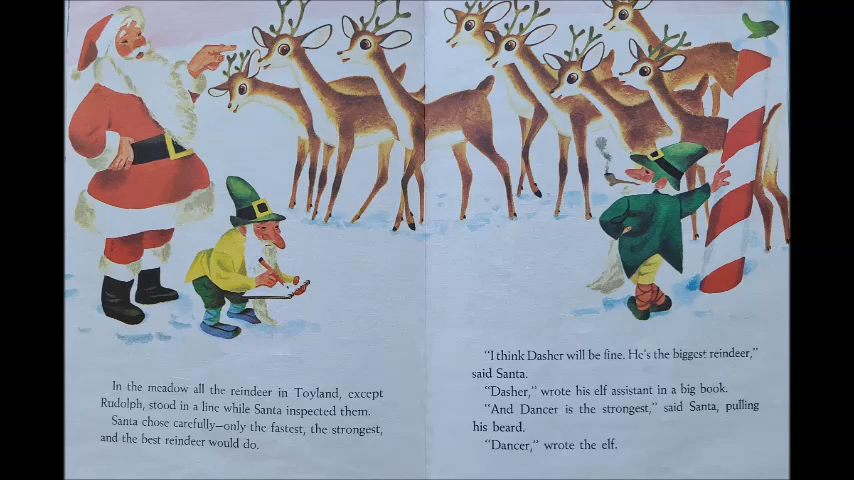 In the meadow all the reindeer in Toyland, except
Rudolph, stood in a line while Santa inspected them.
Santa chose carefully—only the fastest, the strongest,
and the best reindeer would do.
"I think Dasher will be fine. He's the biggest reindeer,"
said Santa.
"Dasher," wrote his elf assistant in a big book.
"And Dancer is the strongest," said Santa, pulling
his beard.
"Dancer," wrote the elf.